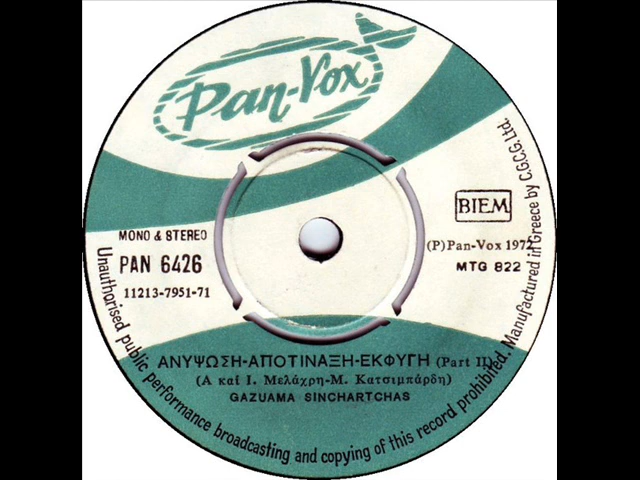 Pan-Vox
BIEM
MONO & STEREO
(P) Pan-Vox 1972
PAN 6426
MTG 822
11213-7951-71
ΑΝΥΨΩΣΗ-ΑΠΟΤΙΝΑΞΗ-ΕΚΦΥΓΗ (Part II)
(Α καί Ι. Μελάχρη-Μ. Κατσιμπάρδη)
GAZUAMA SINCHARTCHAS
Unauthorised public performance broadcasting and copying of this record prohibited. Manufactured in Greece by C.G.C.G. Ltd.